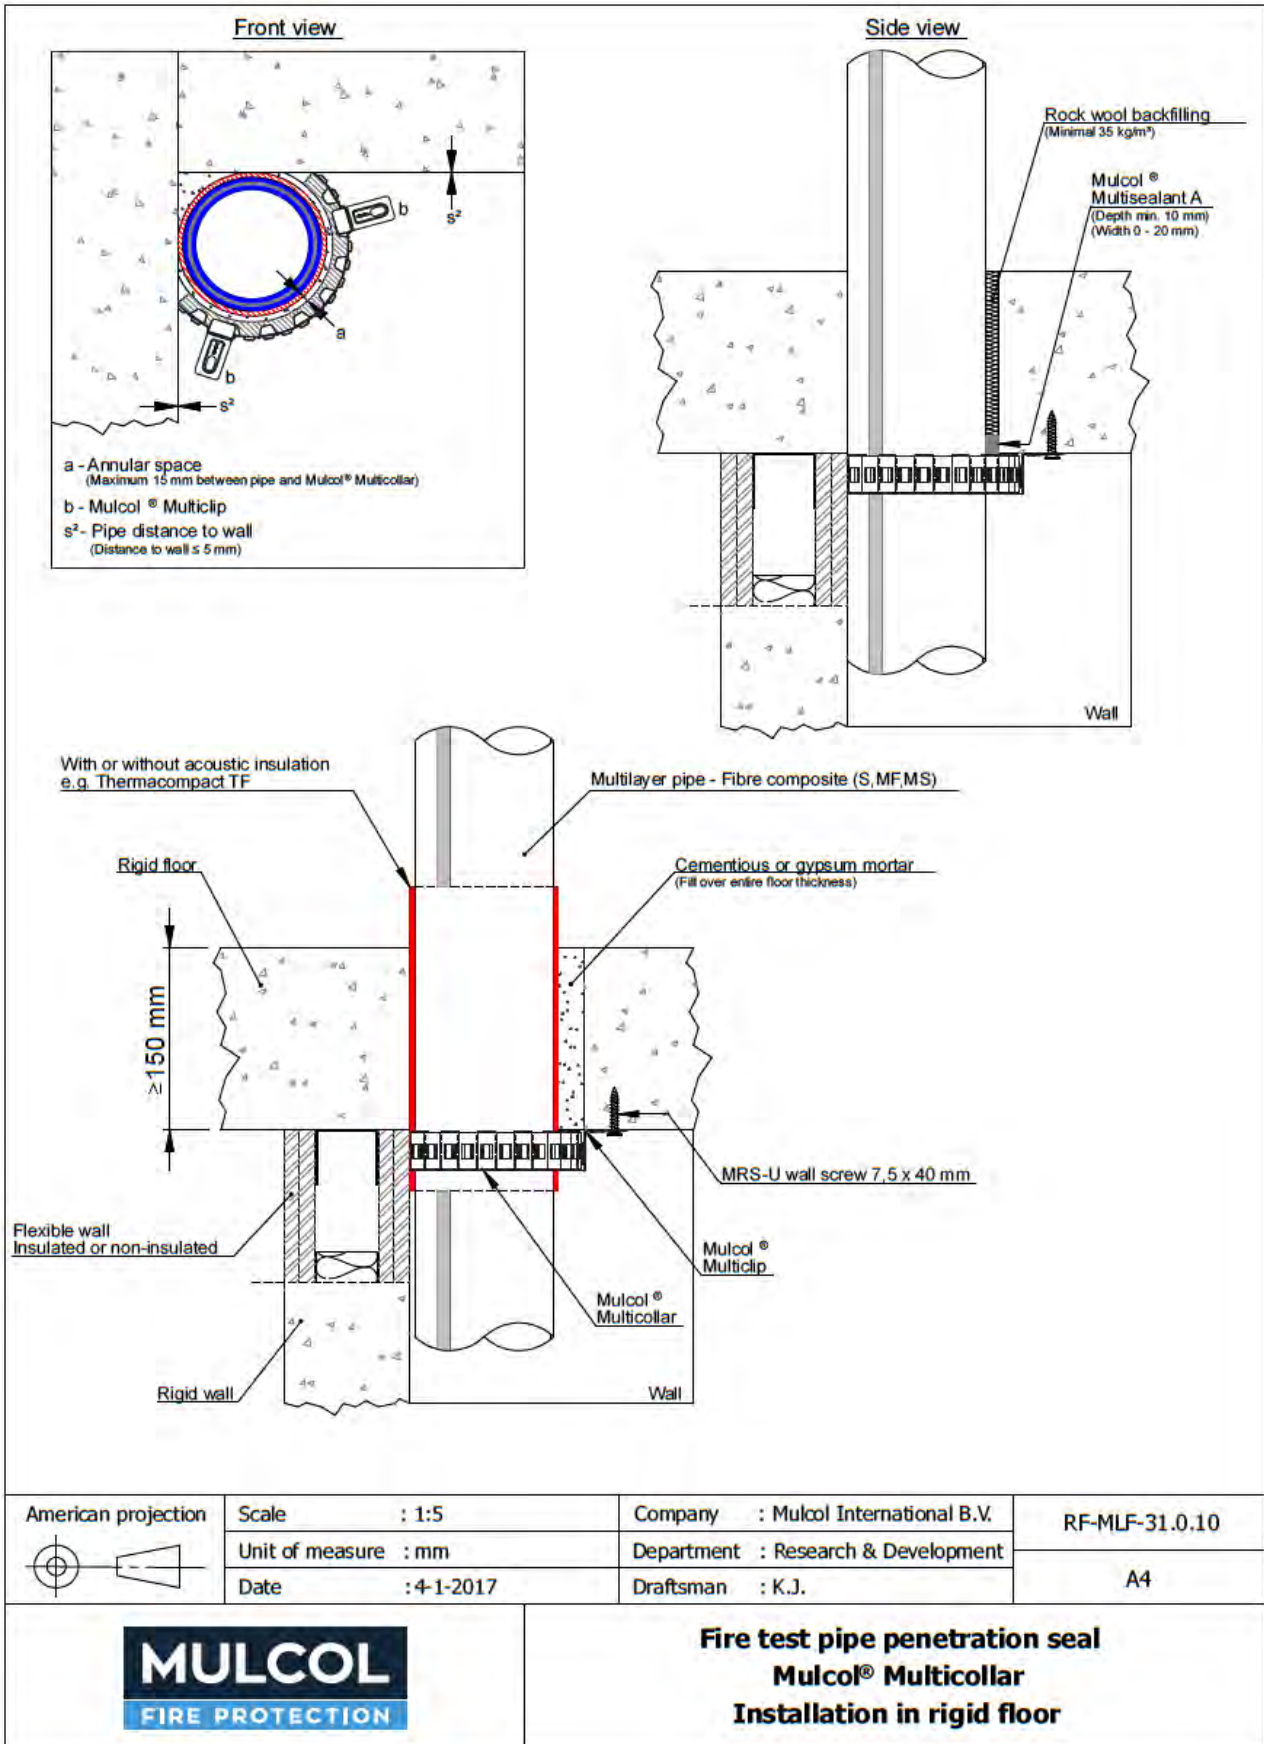 Front view
Side view
Rock wool backfilling
(Minimal 35 kg/m³)
Mulcol ®
Multisealant A
(Depth min. 10 mm)
(Width 0 - 20 mm)
b
s²
a
b
s²
a - Annular space
(Maximum 15 mm between pipe and Mulcol® Multicollar)
b - Mulcol ® Multiclip
s² - Pipe distance to wall
(Distance to wall ≤ 5 mm)
Wall
With or without acoustic insulation
e.g. Thermacompact TF
Multilayer pipe - Fibre composite (S,MF,MS)
Rigid floor
Cementious or gypsum mortar
(Fill over entire floor thickness)
≥150 mm
MRS-U wall screw 7,5 x 40 mm
Flexible wall
Insulated or non-insulated
Mulcol ®
Multiclip
Mulcol ®
Multicollar
Rigid wall
Wall
American projection
Scale : 1:5
Unit of measure : mm
Date : 4-1-2017
Company : Mulcol International B.V.
Department : Research & Development
Draftsman : K.J.
RF-MLF-31.0.10
A4
MULCOL
FIRE PROTECTION
Fire test pipe penetration seal
Mulcol® Multicollar
Installation in rigid floor